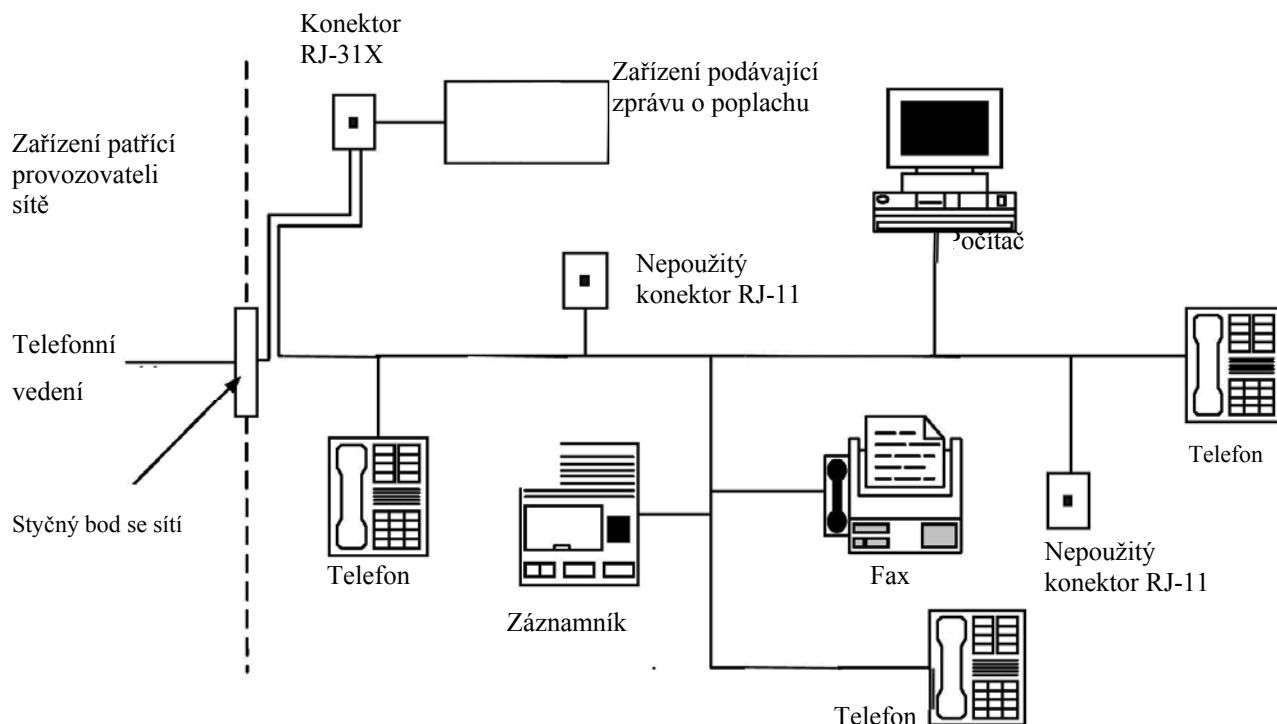 Konektor
RJ-31X
Zařízení podávající
zprávu o poplachu
Zařízení patřící
provozovateli
sítě
Počítač
Nepoužitý
konektor RJ-11
Telefonní
vedení
Telefon
Styčný bod se sítí
Telefon
Záznamník
Fax
Nepoužitý
konektor RJ-11
Telefon